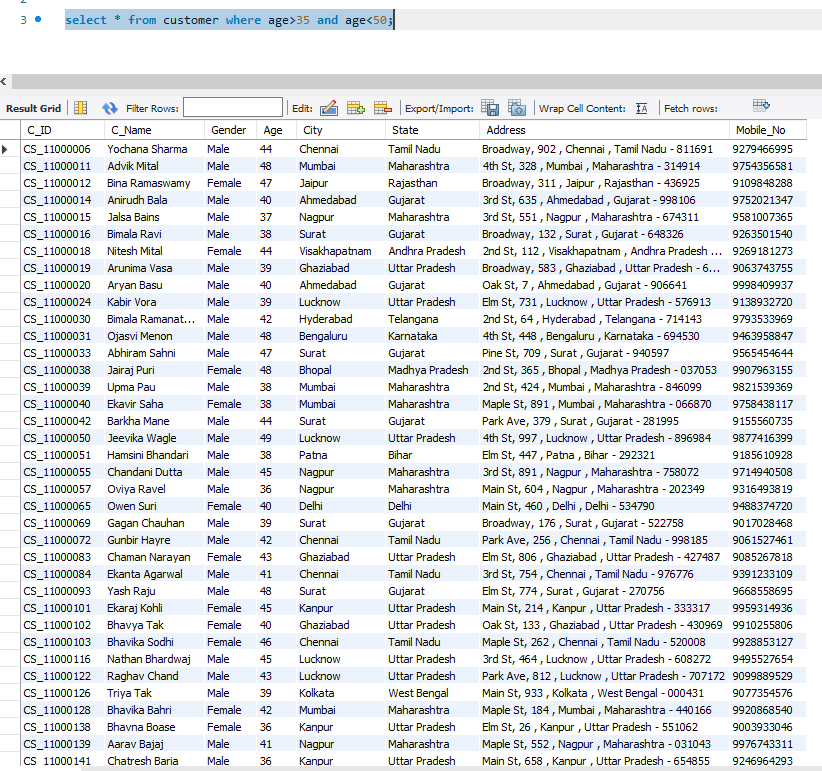 2
3 select * from customer where age>35 and age<50;
Result Grid Filter Rows: Edit: Export/Import: Wrap Cell Content: IA Fetch rows:
C_ID C_Name Gender Age City State Address Mobile_No
CS_11000006 Yochana Sharma Male 44 Chennai Tamil Nadu Broadway, 902 , Chennai , Tamil Nadu - 811691 9279466995
CS_11000011 Advik Mital Male 48 Mumbai Maharashtra 4th St, 328 , Mumbai , Maharashtra - 314914 9754356581
CS_11000012 Bina Ramaswamy Female 47 Jaipur Rajasthan Broadway, 311 , Jaipur , Rajasthan - 436925 9109848288
CS_11000014 Anirudh Bala Male 40 Ahmedabad Gujarat 3rd St, 635 , Ahmedabad , Gujarat - 998106 9752021347
CS_11000015 Jalsa Bains Male 37 Nagpur Maharashtra 3rd St, 551 , Nagpur , Maharashtra - 674311 9581007365
CS_11000016 Bimala Ravi Male 38 Surat Gujarat Broadway, 132 , Surat , Gujarat - 648326 9263501540
CS_11000018 Nitesh Mital Female 44 Visakhapatnam Andhra Pradesh 2nd St, 112 , Visakhapatnam , Andhra Pradesh ... 9269181273
CS_11000019 Arunima Vasa Male 39 Ghaziabad Uttar Pradesh Broadway, 583 , Ghaziabad , Uttar Pradesh - 6... 9063743755
CS_11000020 Aryan Basu Male 40 Ahmedabad Gujarat Oak St, 7 , Ahmedabad , Gujarat - 906641 9998409937
CS_11000024 Kabir Vora Male 39 Lucknow Uttar Pradesh Elm St, 731 , Lucknow , Uttar Pradesh - 576913 9138932720
CS_11000030 Bimala Ramanat... Male 42 Hyderabad Telangana 2nd St, 64 , Hyderabad , Telangana - 714143 9793533969
CS_11000031 Ojasvi Menon Male 48 Bengaluru Karnataka 4th St, 448 , Bengaluru , Karnataka - 694530 9463958847
CS_11000033 Abhiram Sahni Male 47 Surat Gujarat Pine St, 709 , Surat , Gujarat - 940597 9565454644
CS_11000038 Jairaj Puri Female 48 Bhopal Madhya Pradesh 2nd St, 365 , Bhopal , Madhya Pradesh - 037053 9907963155
CS_11000039 Upma Pau Male 38 Mumbai Maharashtra 2nd St, 424 , Mumbai , Maharashtra - 846099 9821539369
CS_11000040 Ekavir Saha Female 38 Mumbai Maharashtra Maple St, 891 , Mumbai , Maharashtra - 066870 9758438117
CS_11000042 Barkha Mane Male 44 Surat Gujarat Park Ave, 379 , Surat , Gujarat - 281995 9155560735
CS_11000050 Jeevika Wagle Male 49 Lucknow Uttar Pradesh 4th St, 997 , Lucknow , Uttar Pradesh - 896984 9877416399
CS_11000051 Hamsini Bhandari Male 38 Patna Bihar Elm St, 447 , Patna , Bihar - 292321 9185610928
CS_11000055 Chandani Dutta Male 45 Nagpur Maharashtra 3rd St, 891 , Nagpur , Maharashtra - 758072 9714940508
CS_11000057 Oviya Ravel Male 36 Nagpur Maharashtra Main St, 604 , Nagpur , Maharashtra - 202349 9316493819
CS_11000065 Owen Suri Female 40 Delhi Delhi Main St, 460 , Delhi , Delhi - 534790 9488374720
CS_11000069 Gagan Chauhan Male 39 Surat Gujarat Broadway, 176 , Surat , Gujarat - 522758 9017028468
CS_11000072 Gunbir Hayre Male 42 Chennai Tamil Nadu Park Ave, 256 , Chennai , Tamil Nadu - 998185 9061527461
CS_11000083 Chaman Narayan Female 43 Ghaziabad Uttar Pradesh Elm St, 806 , Ghaziabad , Uttar Pradesh - 427487 9085267818
CS_11000084 Ekanta Agarwal Male 41 Chennai Tamil Nadu 3rd St, 754 , Chennai , Tamil Nadu - 976776 9391233109
CS_11000093 Yash Raju Male 48 Surat Gujarat Elm St, 774 , Surat , Gujarat - 270756 9668558695
CS_11000101 Ekaraj Kohli Female 45 Kanpur Uttar Pradesh Main St, 214 , Kanpur , Uttar Pradesh - 333317 9959314936
CS_11000102 Bhavya Tak Female 40 Ghaziabad Uttar Pradesh Oak St, 133 , Ghaziabad , Uttar Pradesh - 430969 9910255806
CS_11000103 Bhavika Sodhi Female 46 Chennai Tamil Nadu Maple St, 262 , Chennai , Tamil Nadu - 520008 9928853127
CS_11000116 Nathan Bhardwaj Male 45 Lucknow Uttar Pradesh 3rd St, 464 , Lucknow , Uttar Pradesh - 608272 9495527654
CS_11000122 Raghav Chand Male 43 Lucknow Uttar Pradesh Park Ave, 812 , Lucknow , Uttar Pradesh - 707172 9099889529
CS_11000126 Triya Tak Male 39 Kolkata West Bengal Main St, 933 , Kolkata , West Bengal - 000431 9077354576
CS_11000128 Bhavika Bahri Female 42 Mumbai Maharashtra Maple St, 184 , Mumbai , Maharashtra - 440166 9920868540
CS_11000138 Bhavna Boase Female 36 Kanpur Uttar Pradesh Elm St, 26 , Kanpur , Uttar Pradesh - 551062 9003933046
CS_11000139 Aarav Bajaj Male 41 Nagpur Maharashtra Maple St, 552 , Nagpur , Maharashtra - 031043 9976743311
CS_11000141 Chatresh Baria Male 36 Kanpur Uttar Pradesh Main St, 658 , Kanpur , Uttar Pradesh - 654855 9246964293